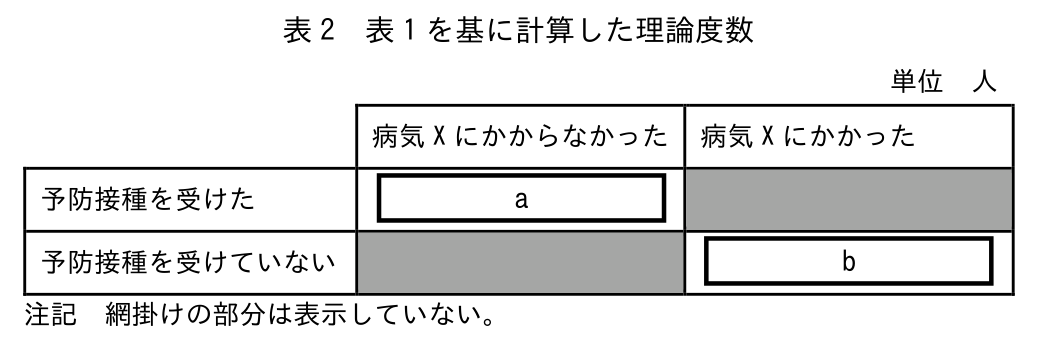 表２　表１を基に計算した理論度数
単位　人
病気Ｘにかからなかった　病気Ｘにかかった
予防接種を受けた　a
予防接種を受けていない　b
注記　網掛けの部分は表示していない。